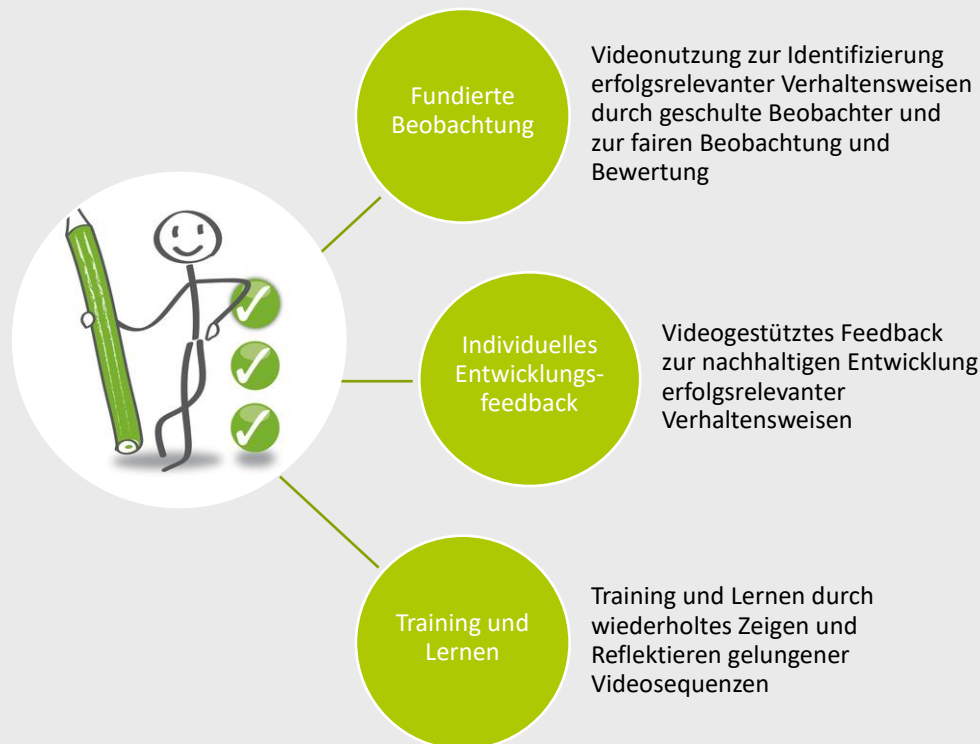 Fundierte
Beobachtung
Videonutzung zur Identifizierung
erfolgsrelevanter Verhaltensweisen
durch geschulte Beobachter und
zur fairen Beobachtung und
Bewertung
Individuelles
Entwicklungs-
feedback
Videogestütztes Feedback
zur nachhaltigen Entwicklung
erfolgsrelevanter
Verhaltensweisen
Training und
Lernen
Training und Lernen durch
wiederholtes Zeigen und
Reflektieren gelungener
Videosequenzen